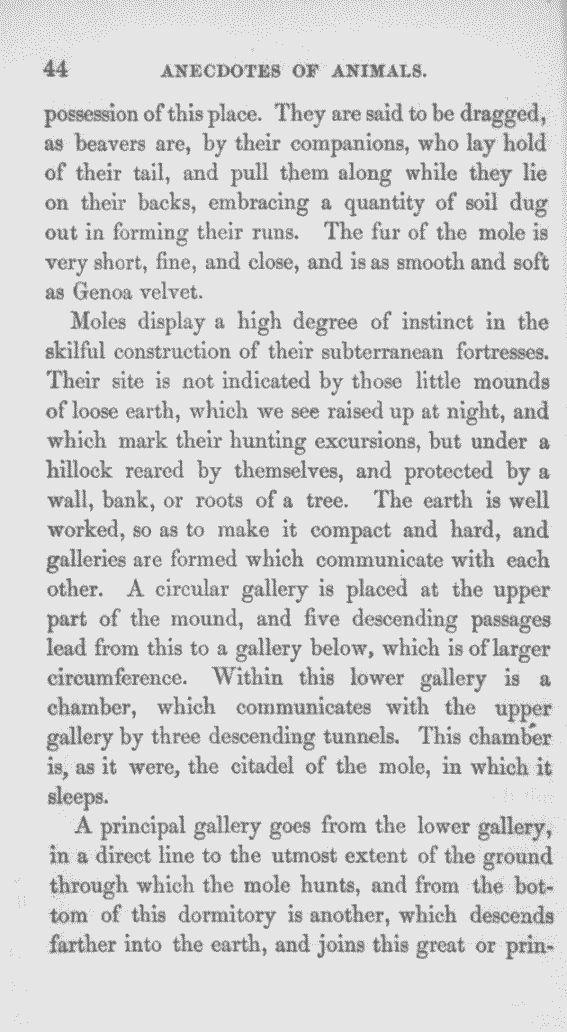 44 ANECDOTES OF ANIMALS.
possession of this place. They are said to be dragged,
as beavers are, by their companions, who lay hold
of their tail, and pull them along while they lie
on their backs, embracing a quantity of soil dug
out in forming their runs. The fur of the mole is
very short, fine, and close, and is as smooth and soft
as Genoa velvet.
Moles display a high degree of instinct in the
skilful construction of their subterranean fortresses.
Their site is not indicated by those little mounds
of loose earth, which we see raised up at night, and
which mark their hunting excursions, but under a
hillock reared by themselves, and protected by a
wall, bank, or roots of a tree. The earth is well
worked, so as to make it compact and hard, and
galleries are formed which communicate with each
other. A circular gallery is placed at the upper
part of the mound, and five descending passages
lead from this to a gallery below, which is of larger
circumference. Within this lower gallery is a
chamber, which communicates with the upper
gallery by three descending tunnels. This chamber
is, as it were, the citadel of the mole, in which it
sleeps.
A principal gallery goes from the lower gallery,
in a direct line to the utmost extent of the ground
through which the mole hunts, and from the bot-
tom of this dormitory is another, which descends
farther into the earth, and joins this great or prin-